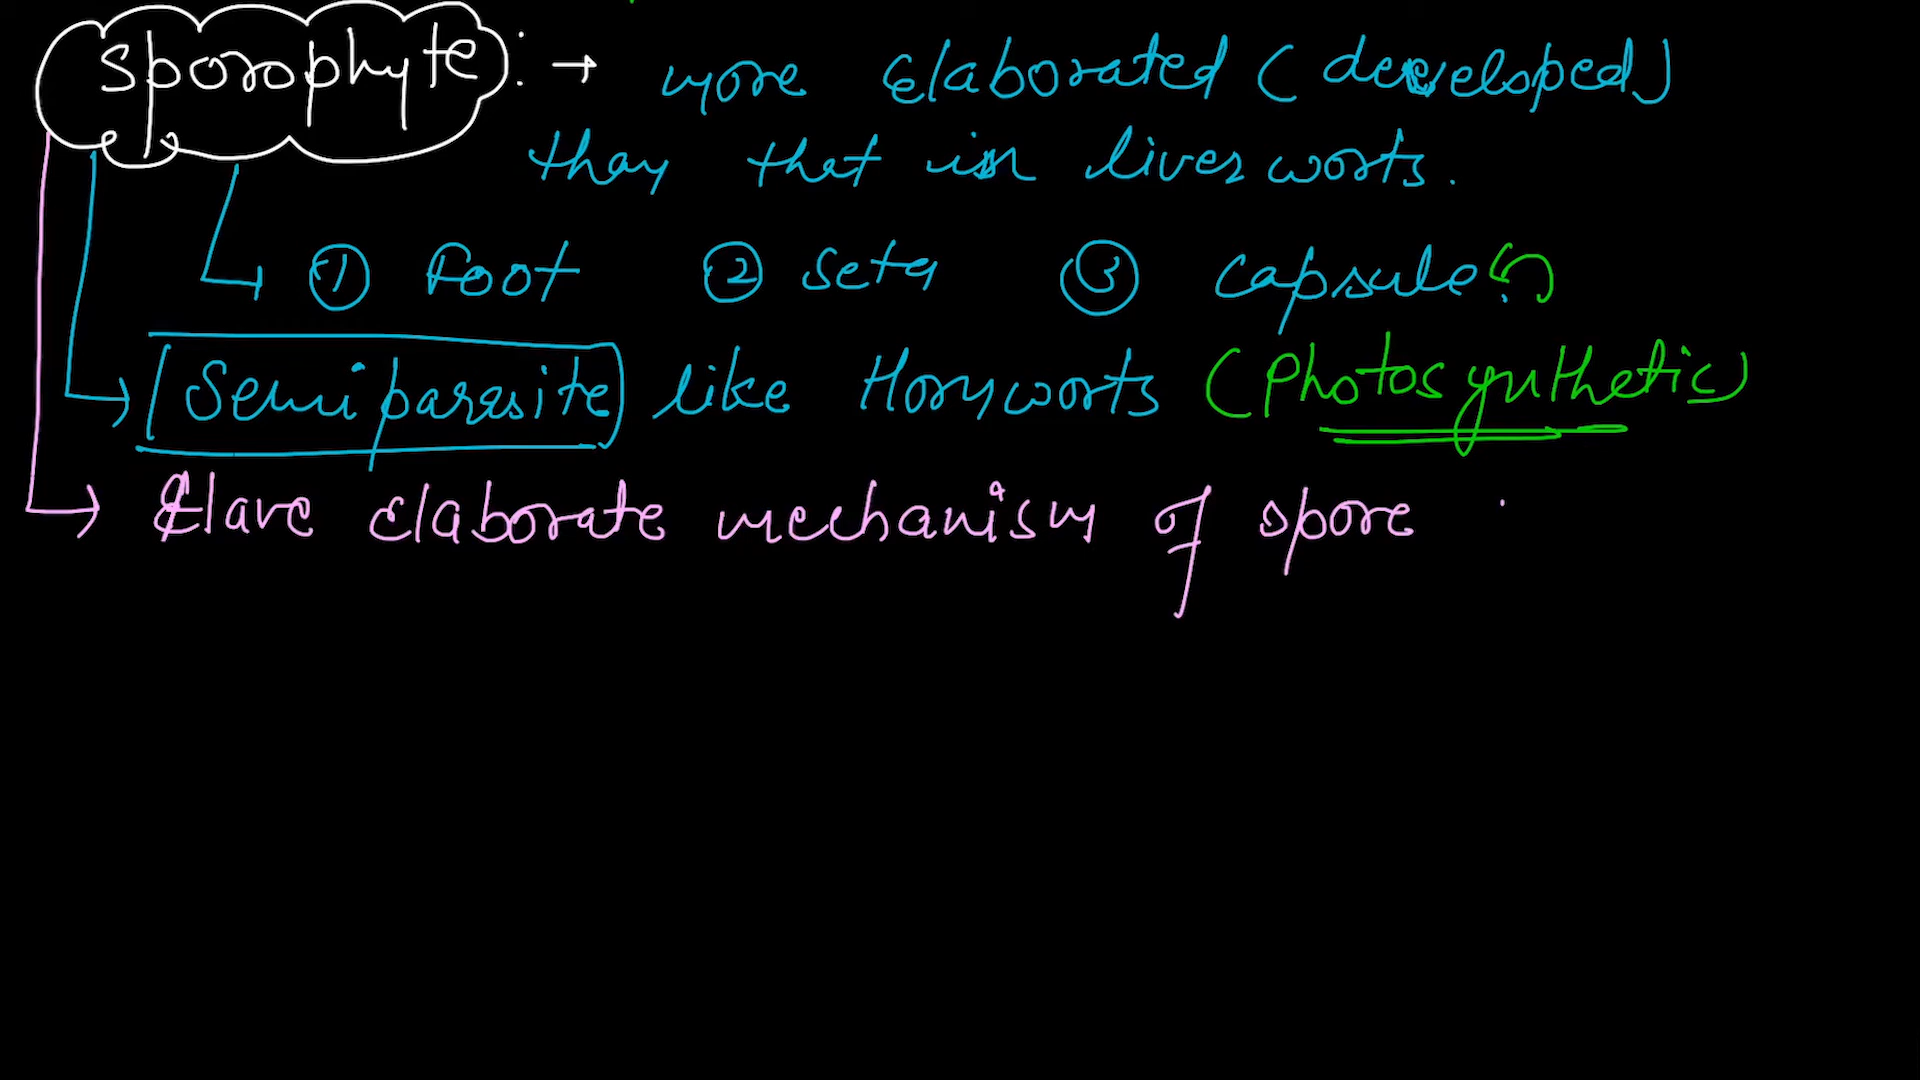 Sporophyte : → more elaborated (developed)
than that in liverworts.
① Foot ② Seta ③ Capsule
[Semiparasite] like Hornworts (Photosynthetic)
→ Have elaborate mechanism of spore